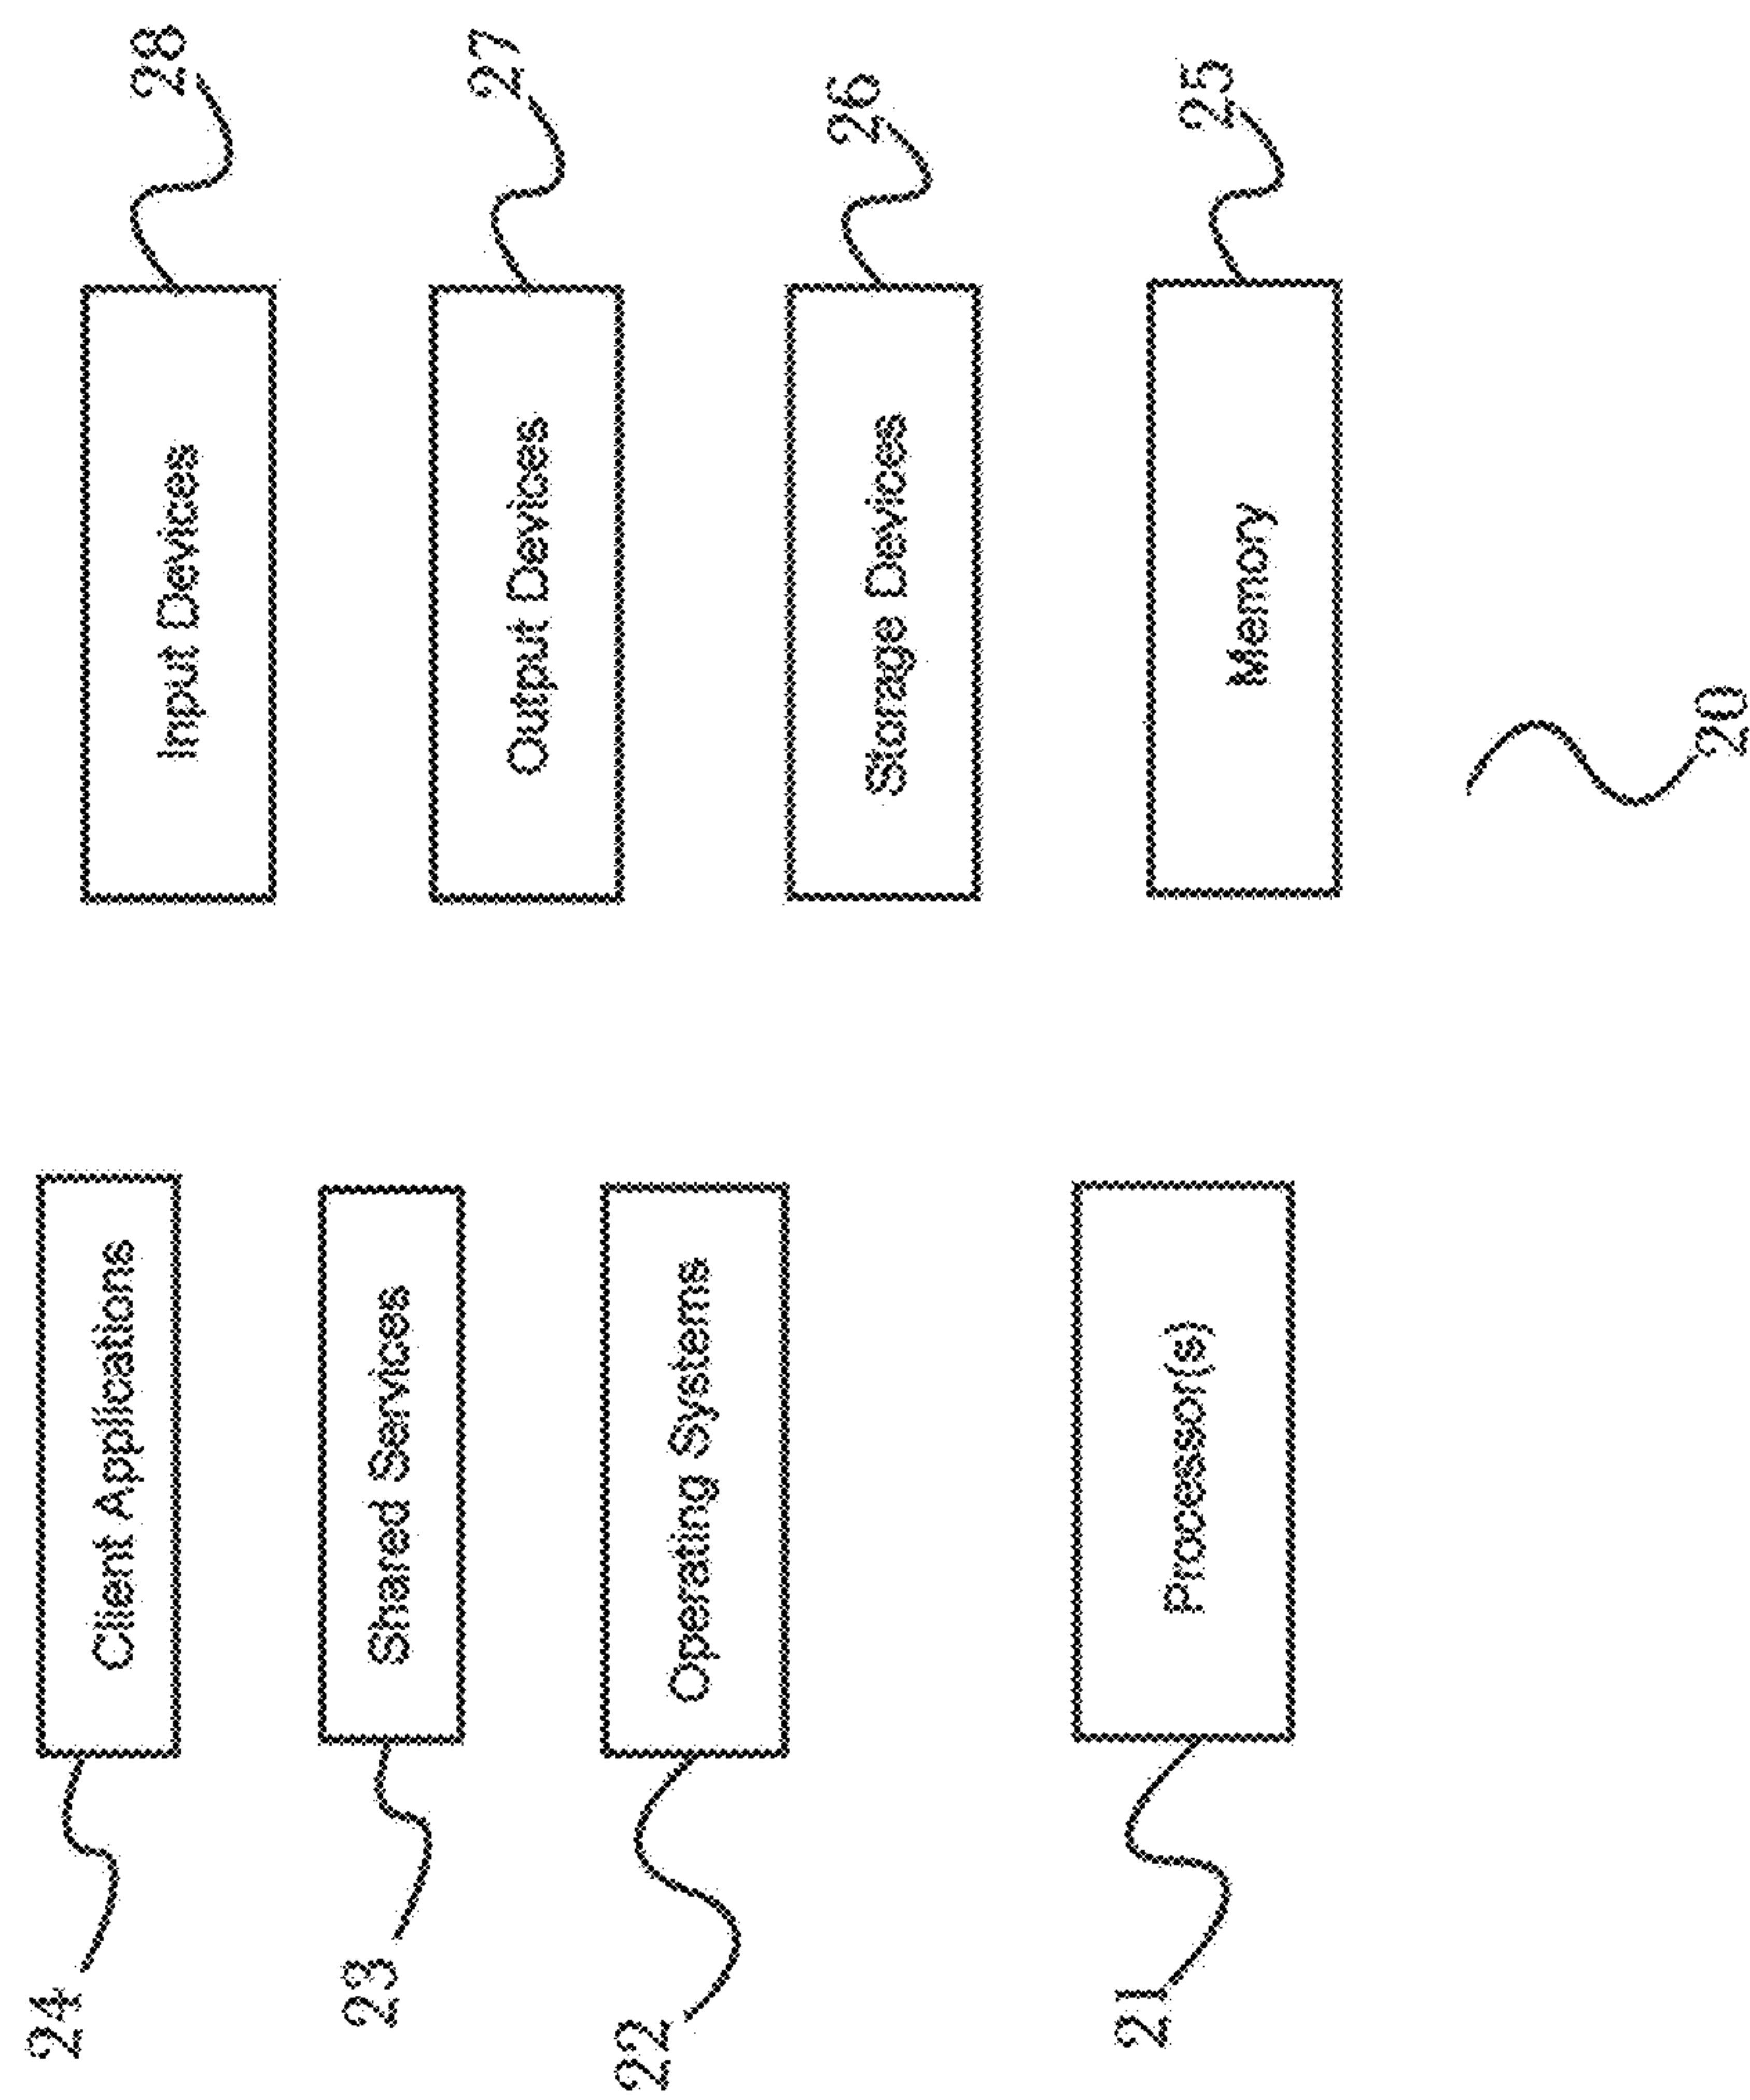 24
Client Applications
Input Devices
28
23
Shared Services
Output Devices
27
22
Operating Systems
Storage Devices
26
21
Processor(s)
Memory
25
20